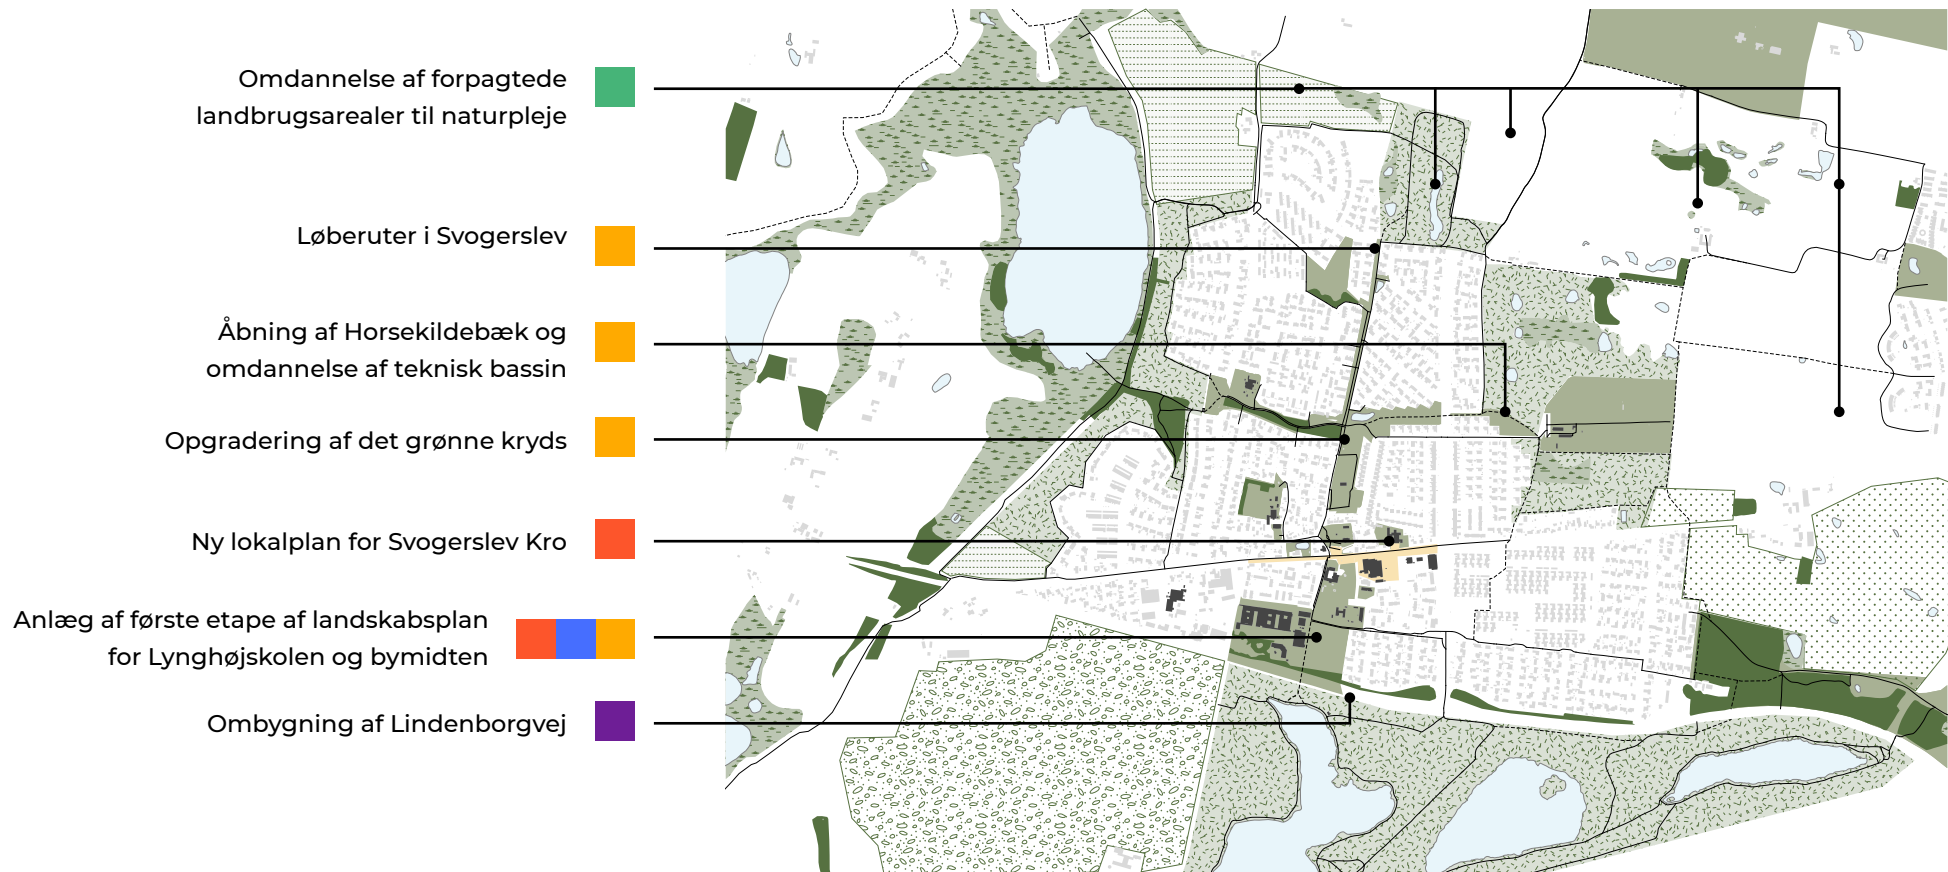 Omdannelse af forpagtede
landbrugsarealer til naturpleje
Løberuter i Svogerslev
Åbning af Horsekildebæk og
omdannelse af teknisk bassin
Opgradering af det grønne kryds
Ny lokalplan for Svogerslev Kro
Anlæg af første etape af landskabsplan
for Lynghøjskolen og bymidten
Ombygning af Lindenborgvej